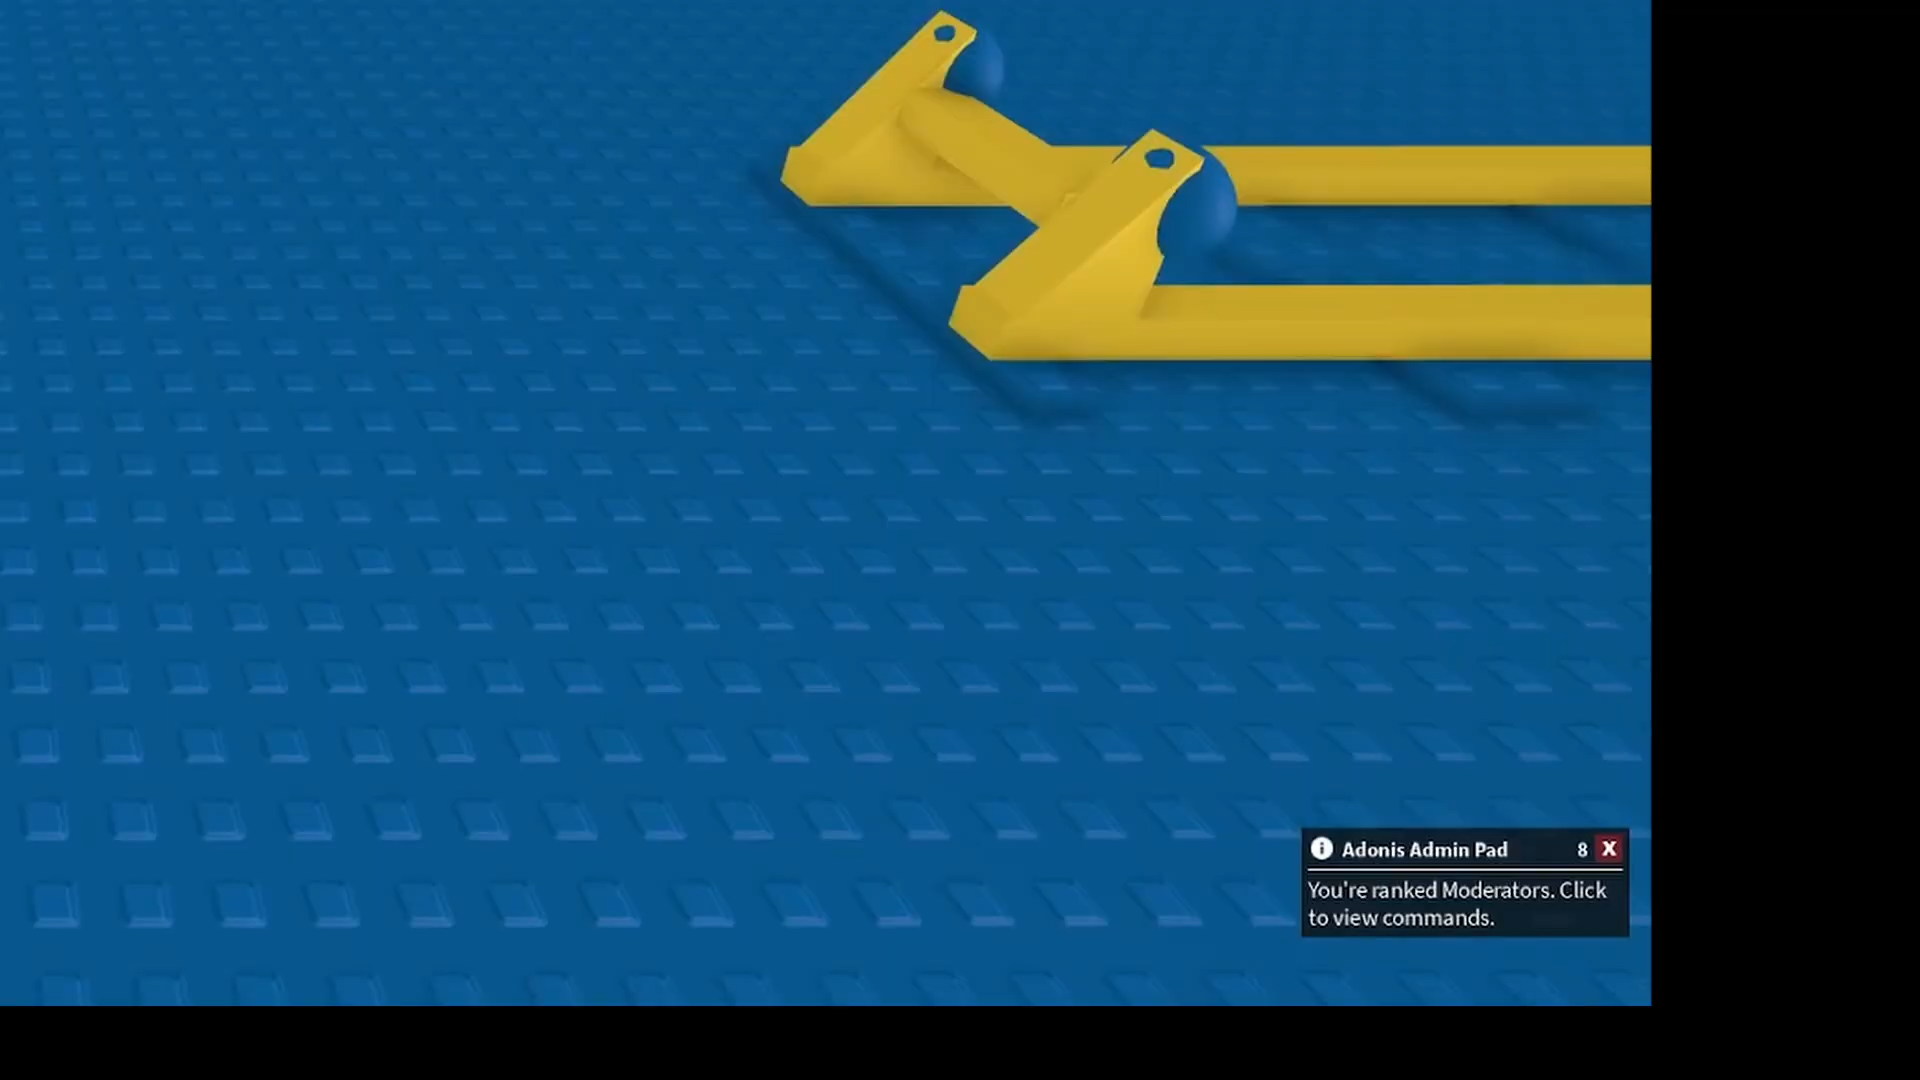 Adonis Admin Pad 8 X
You're ranked Moderators. Click
to view commands.